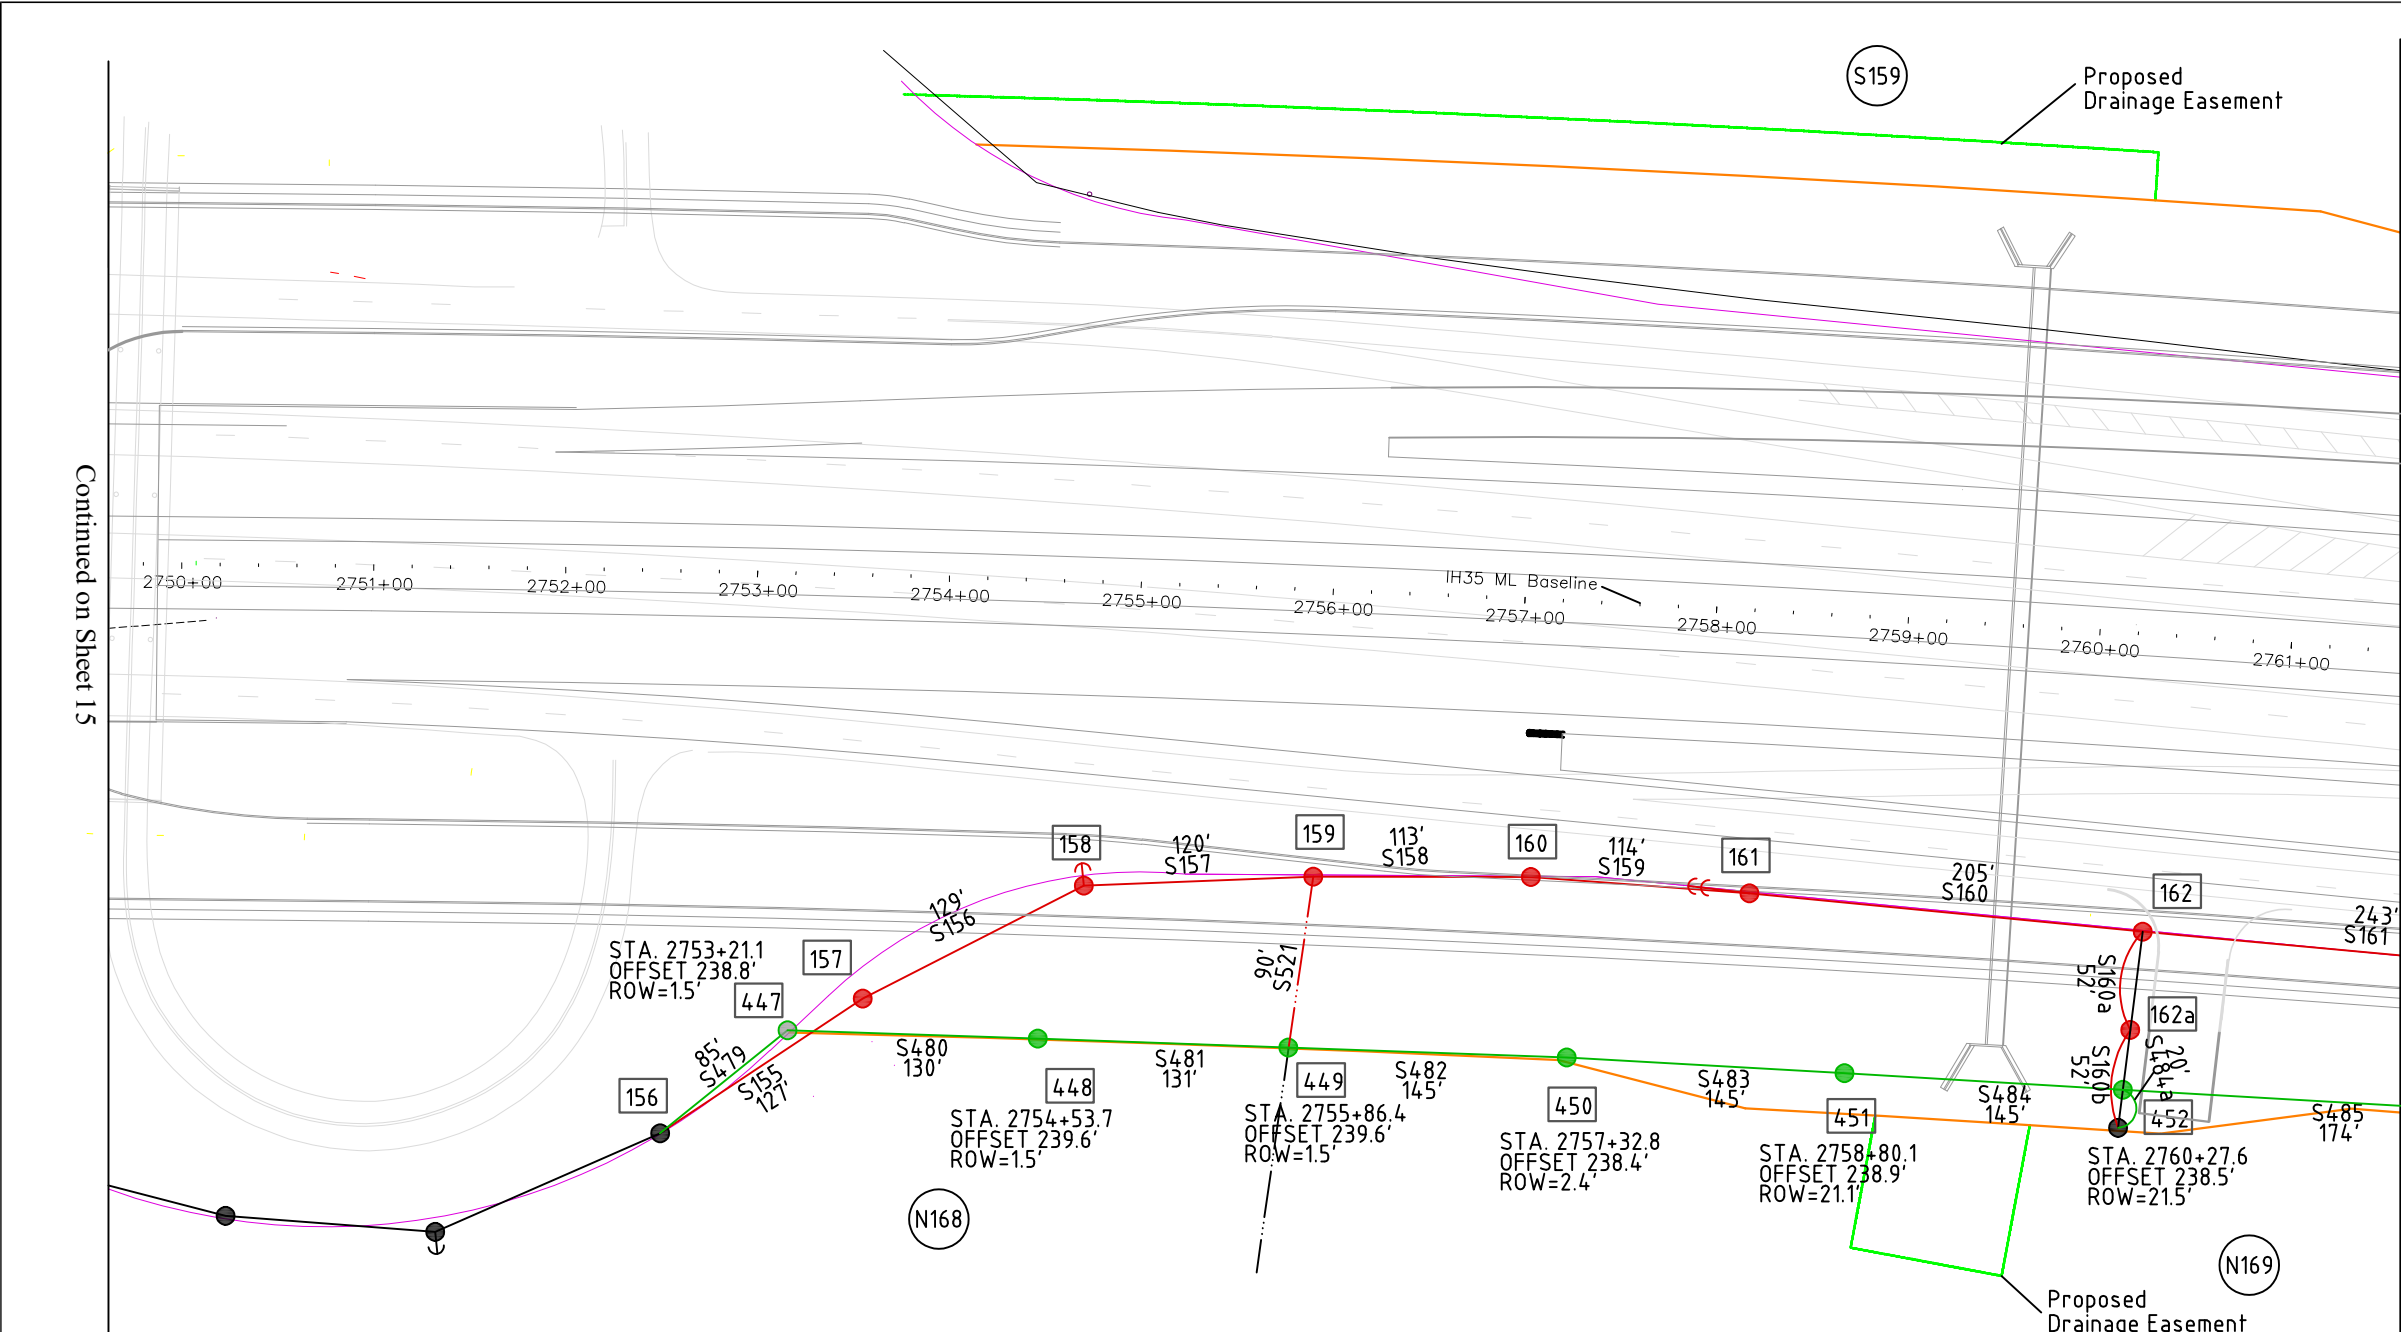 S159
Proposed
Drainage Easement
Continued on Sheet 15
2750+00
2751+00
2752+00
2753+00
2754+00
2755+00
2756+00
2757+00
2758+00
2759+00
2760+00
2761+00
IH35 ML Baseline
158
120'
S157
159
113'
S158
160
114'
S159
161
205'
S160
162
243'
S161
129'
S156
STA. 2753+21.1
OFFSET 238.8'
ROW=1.5'
157
447
90'
S521
S160a
52'
162a
85'
S479
S155
127'
156
S480
130'
448
S481
131'
449
S482
145'
450
S483
145'
451
S484
145'
S160b
52'
20'
S484a
452
S485
174'
STA. 2754+53.7
OFFSET 239.6'
ROW=1.5'
STA. 2755+86.4
OFFSET 239.6'
ROW=1.5'
STA. 2757+32.8
OFFSET 238.4'
ROW=2.4'
STA. 2758+80.1
OFFSET 238.9'
ROW=21.1'
STA. 2760+27.6
OFFSET 238.5'
ROW=21.5'
N168
N169
Proposed
Drainage Easement